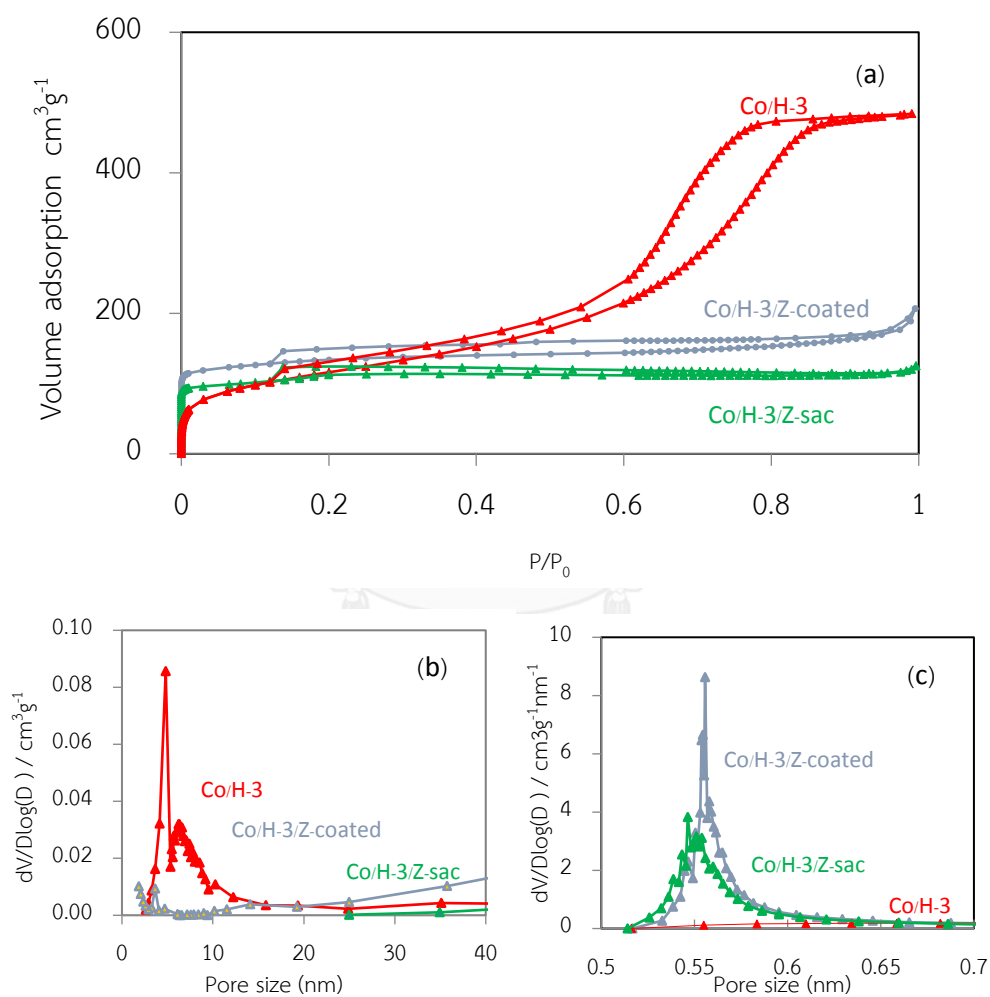 (a)
600
400
200
0
Volume adsorption cm³g⁻¹
Co/H-3
Co/H-3/Z-coated
Co/H-3/Z-sac
0 0.2 0.4 0.6 0.8 1
P/P₀
(b)
0.10
0.08
0.06
0.04
0.02
0.00
dV/Dlog(D ) / cm³g⁻¹
Co/H-3
Co/H-3/Z-coated
Co/H-3/Z-sac
0 10 20 30 40
Pore size (nm)
(c)
10
8
6
4
2
0
dV/Dlog(D ) / cm3g⁻¹nm⁻¹
Co/H-3/Z-coated
Co/H-3/Z-sac
Co/H-3
0.5 0.55 0.6 0.65 0.7
Pore size (nm)